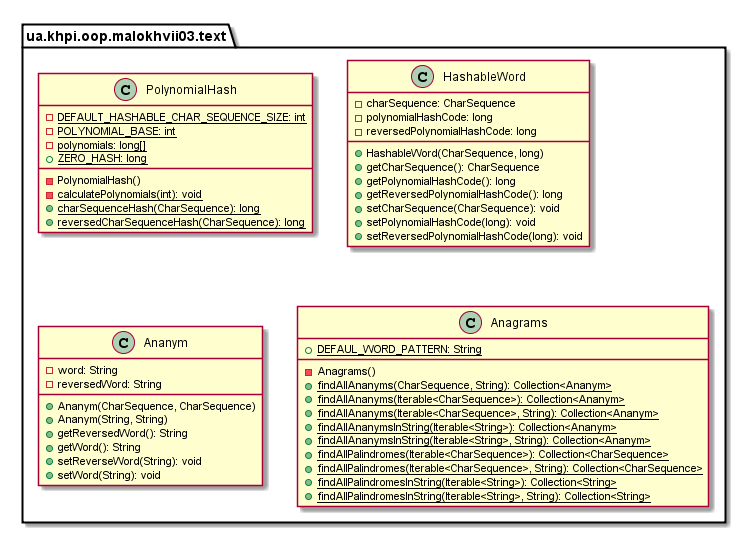 ua.khpi.oop.malokhvii03.text
C PolynomialHash
DEFAULT_HASHABLE_CHAR_SEQUENCE_SIZE: int
POLYNOMIAL_BASE: int
polynomials: long[]
ZERO_HASH: long
PolynomialHash()
calculatePolynomials(int): void
charSequenceHash(CharSequence): long
reversedCharSequenceHash(CharSequence): long
C HashableWord
charSequence: CharSequence
polynomialHashCode: long
reversedPolynomialHashCode: long
HashableWord(CharSequence, long)
getCharSequence(): CharSequence
getPolynomialHashCode(): long
getReversedPolynomialHashCode(): long
setCharSequence(CharSequence): void
setPolynomialHashCode(long): void
setReversedPolynomialHashCode(long): void
C Ananym
word: String
reversedWord: String
Ananym(CharSequence, CharSequence)
Ananym(String, String)
getReversedWord(): String
getWord(): String
setReverseWord(String): void
setWord(String): void
C Anagrams
DEFAUL_WORD_PATTERN: String
Anagrams()
findAllAnanyms(CharSequence, String): Collection<Ananym>
findAllAnanyms(Iterable<CharSequence>): Collection<Ananym>
findAllAnanyms(Iterable<CharSequence>, String): Collection<Ananym>
findAllAnanymsInString(Iterable<String>): Collection<Ananym>
findAllAnanymsInString(Iterable<String>, String): Collection<Ananym>
findAllPalindromes(Iterable<CharSequence>): Collection<CharSequence>
findAllPalindromes(Iterable<CharSequence>, String): Collection<CharSequence>
findAllPalindromesInString(Iterable<String>): Collection<String>
findAllPalindromesInString(Iterable<String>, String): Collection<String>